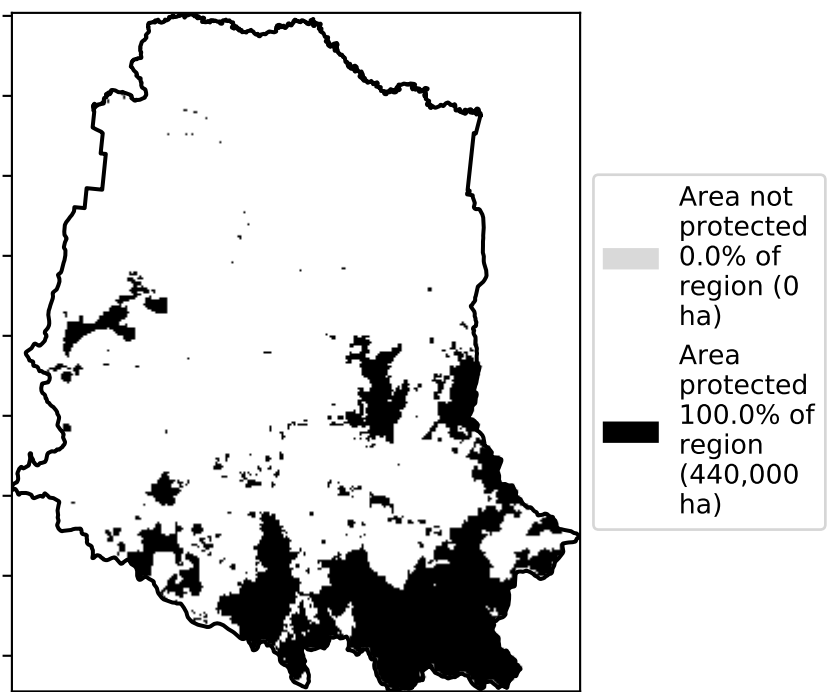 Area not
protected
0.0% of
region (0
ha)
Area
protected
100.0% of
region
(440,000
ha)